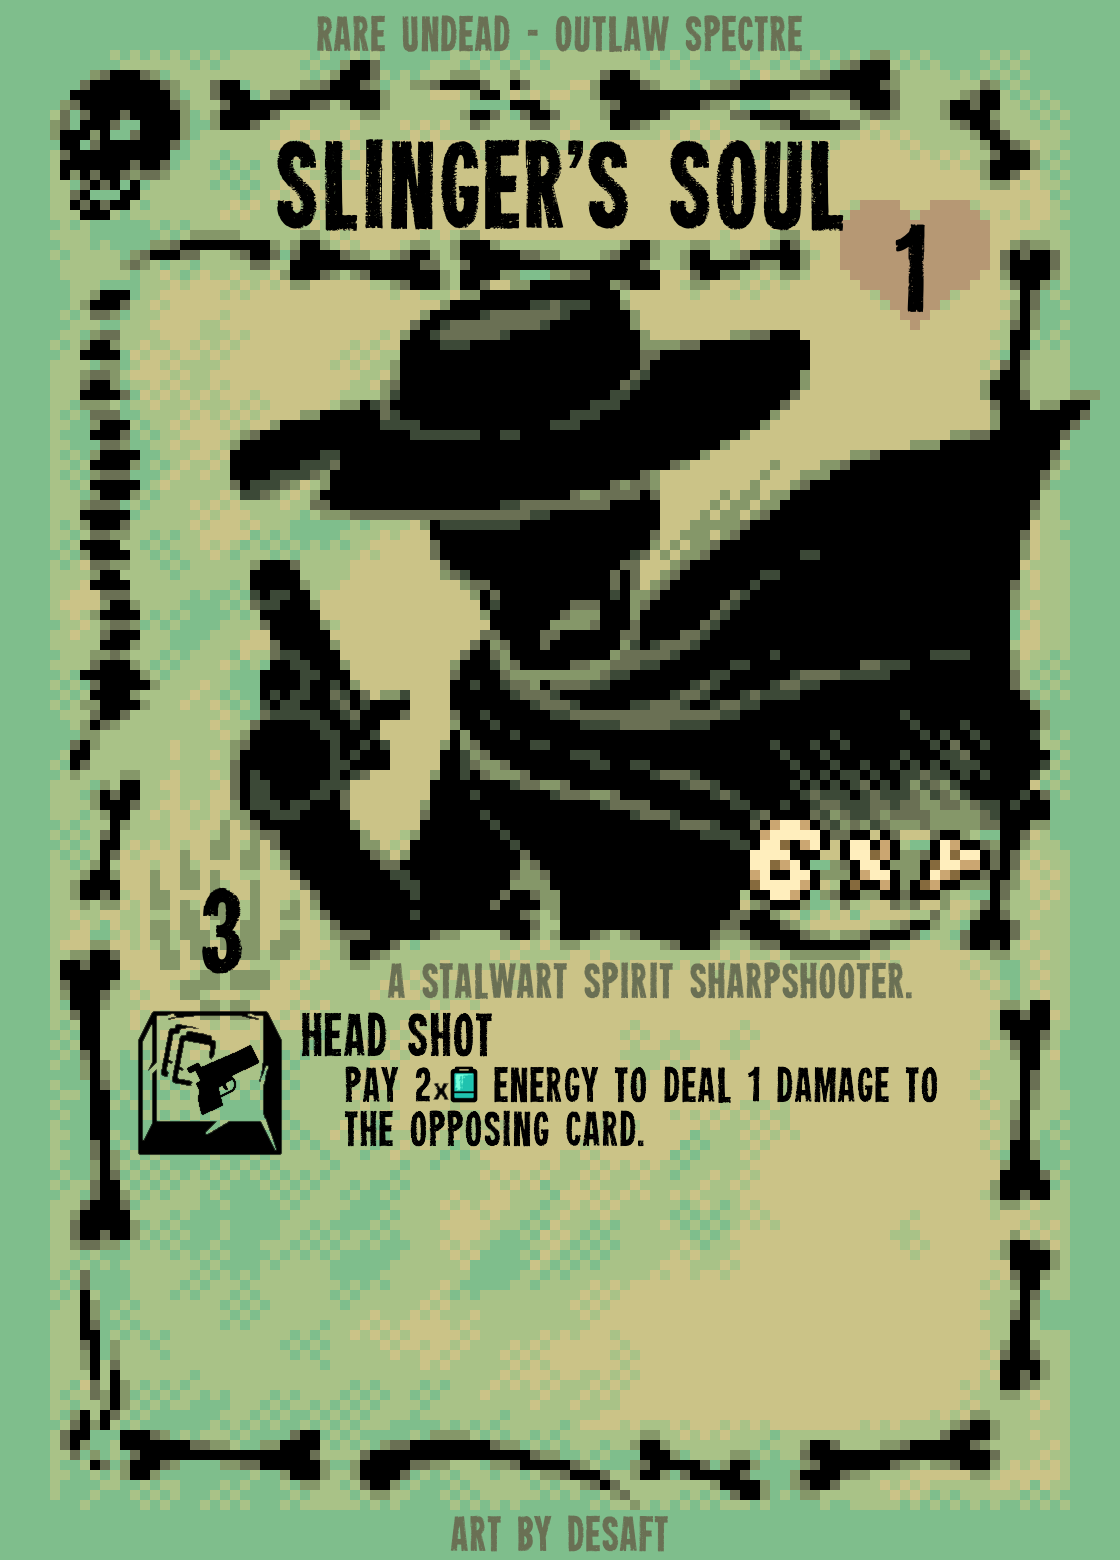 RARE UNDEAD - OUTLAW SPECTRE
SLINGER'S SOUL
1
3
A STALWART SPIRIT SHARPSHOOTER.
HEAD SHOT
PAY 2x ENERGY TO DEAL 1 DAMAGE TO
THE OPPOSING CARD.
ART BY DESAFT